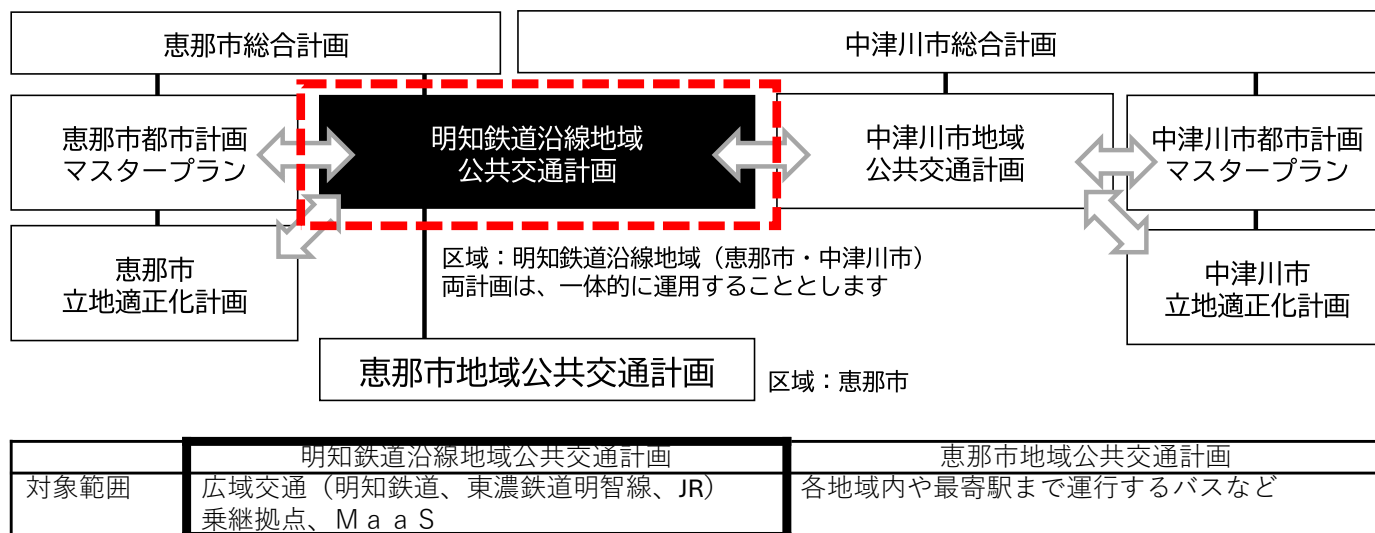 恵那市総合計画
中津川市総合計画
恵那市都市計画
マスタープラン
明知鉄道沿線地域
公共交通計画
中津川市地域
公共交通計画
中津川市都市計画
マスタープラン
恵那市
立地適正化計画
区域：明知鉄道沿線地域（恵那市・中津川市）
両計画は、一体的に運用することとします
中津川市
立地適正化計画
恵那市地域公共交通計画
区域：恵那市
明知鉄道沿線地域公共交通計画
恵那市地域公共交通計画
対象範囲
広域交通（明知鉄道、東濃鉄道明智線、JR）
乗継拠点、ＭａａＳ
各地域内や最寄駅まで運行するバスなど